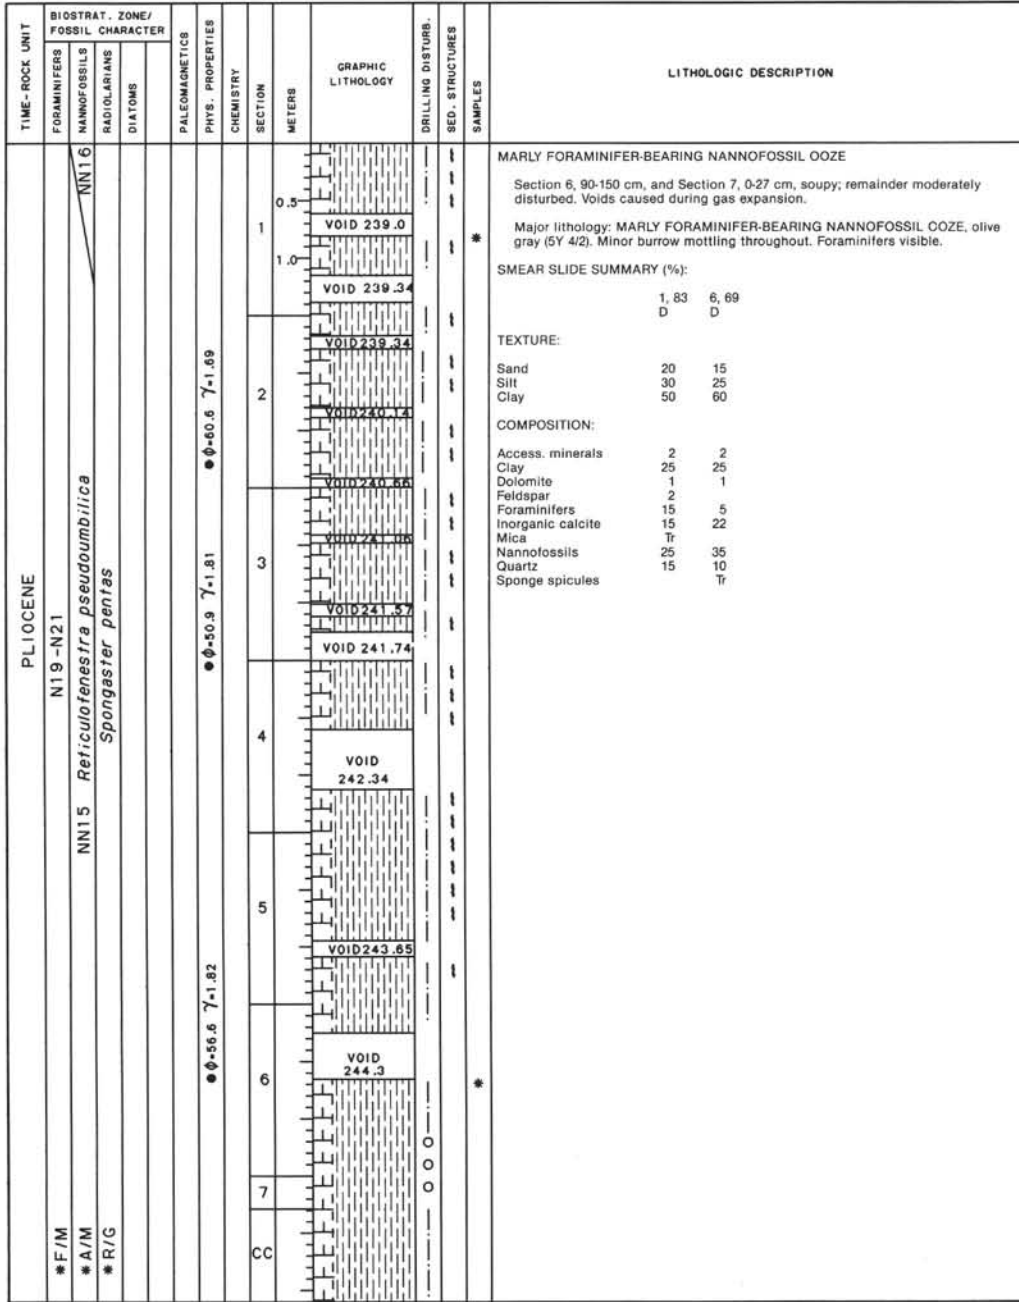 TIME-ROCK UNIT
BIOSTRAT. ZONE/
FOSSIL CHARACTER
FORAMINIFERS
NANNOFOSSILS
RADIOLARIANS
DIATOMS
PALEOMAGNETICS
PHYS. PROPERTIES
CHEMISTRY
SECTION
METERS
GRAPHIC
LITHOLOGY
DRILLING DISTURB.
SED. STRUCTURES
SAMPLES
LITHOLOGIC DESCRIPTION
PLIOCENE
N19-N21
NN16
NN15 Reticulofenestra pseudoumbilica
Spongaster pentas
*F/M
*A/M
*R/G
●Φ=60.6 γ=1.69
●Φ=50.9 γ=1.81
●Φ=56.6 γ=1.82
1
2
3
4
5
6
7
CC
0.5
1.0
VOID 239.0
VOID 239.34
VOID 239.34
VOID 240.14
VOID 240.66
VOID 241.06
VOID 241.57
VOID 241.74
VOID
242.34
VOID 243.65
VOID
244.3
*
*
MARLY FORAMINIFER-BEARING NANNOFOSSIL OOZE
Section 6, 90-150 cm, and Section 7, 0-27 cm, soupy; remainder moderately
disturbed. Voids caused during gas expansion.
Major lithology: MARLY FORAMINIFER-BEARING NANNOFOSSIL OOZE, olive
gray (5Y 4/2). Minor burrow mottling throughout. Foraminifers visible.
SMEAR SLIDE SUMMARY (%):
1, 83 6, 69
D D
TEXTURE:
Sand 20 15
Silt 30 25
Clay 50 60
COMPOSITION:
Access. minerals 2 2
Clay 25 25
Dolomite 1 1
Feldspar 2
Foraminifers 15 5
Inorganic calcite 15 22
Mica Tr
Nannofossils 25 35
Quartz 15 10
Sponge spicules Tr